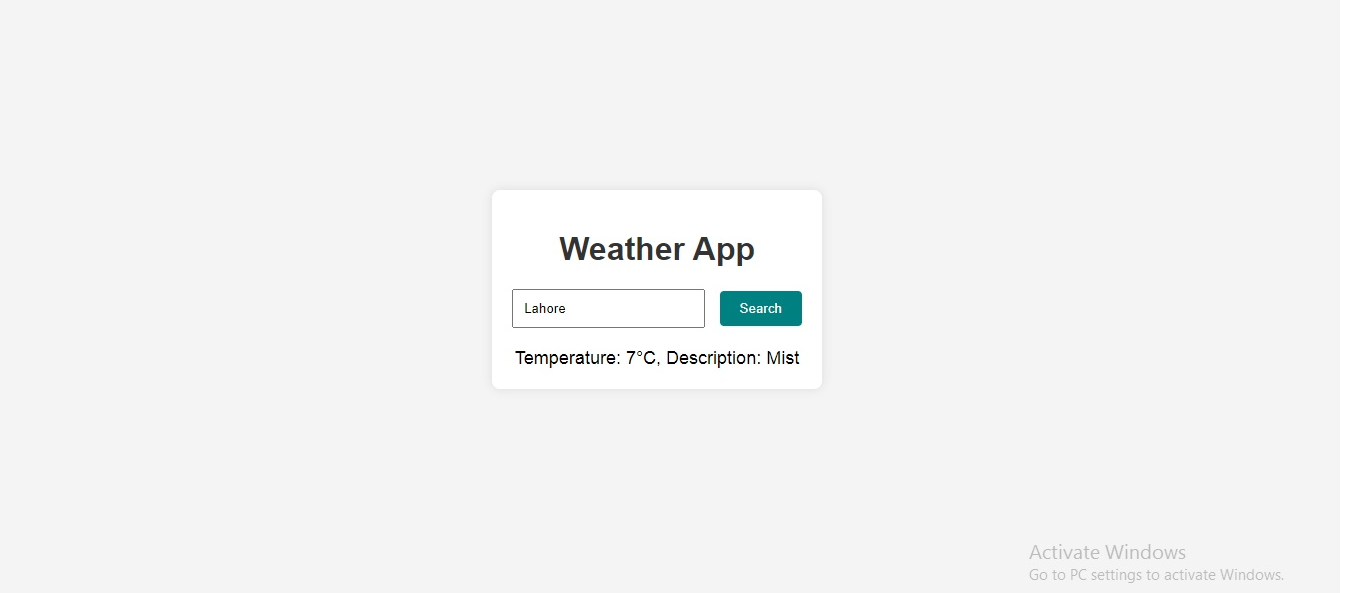 Weather App
Lahore
Search
Temperature: 7°C, Description: Mist
Activate Windows
Go to PC settings to activate Windows.